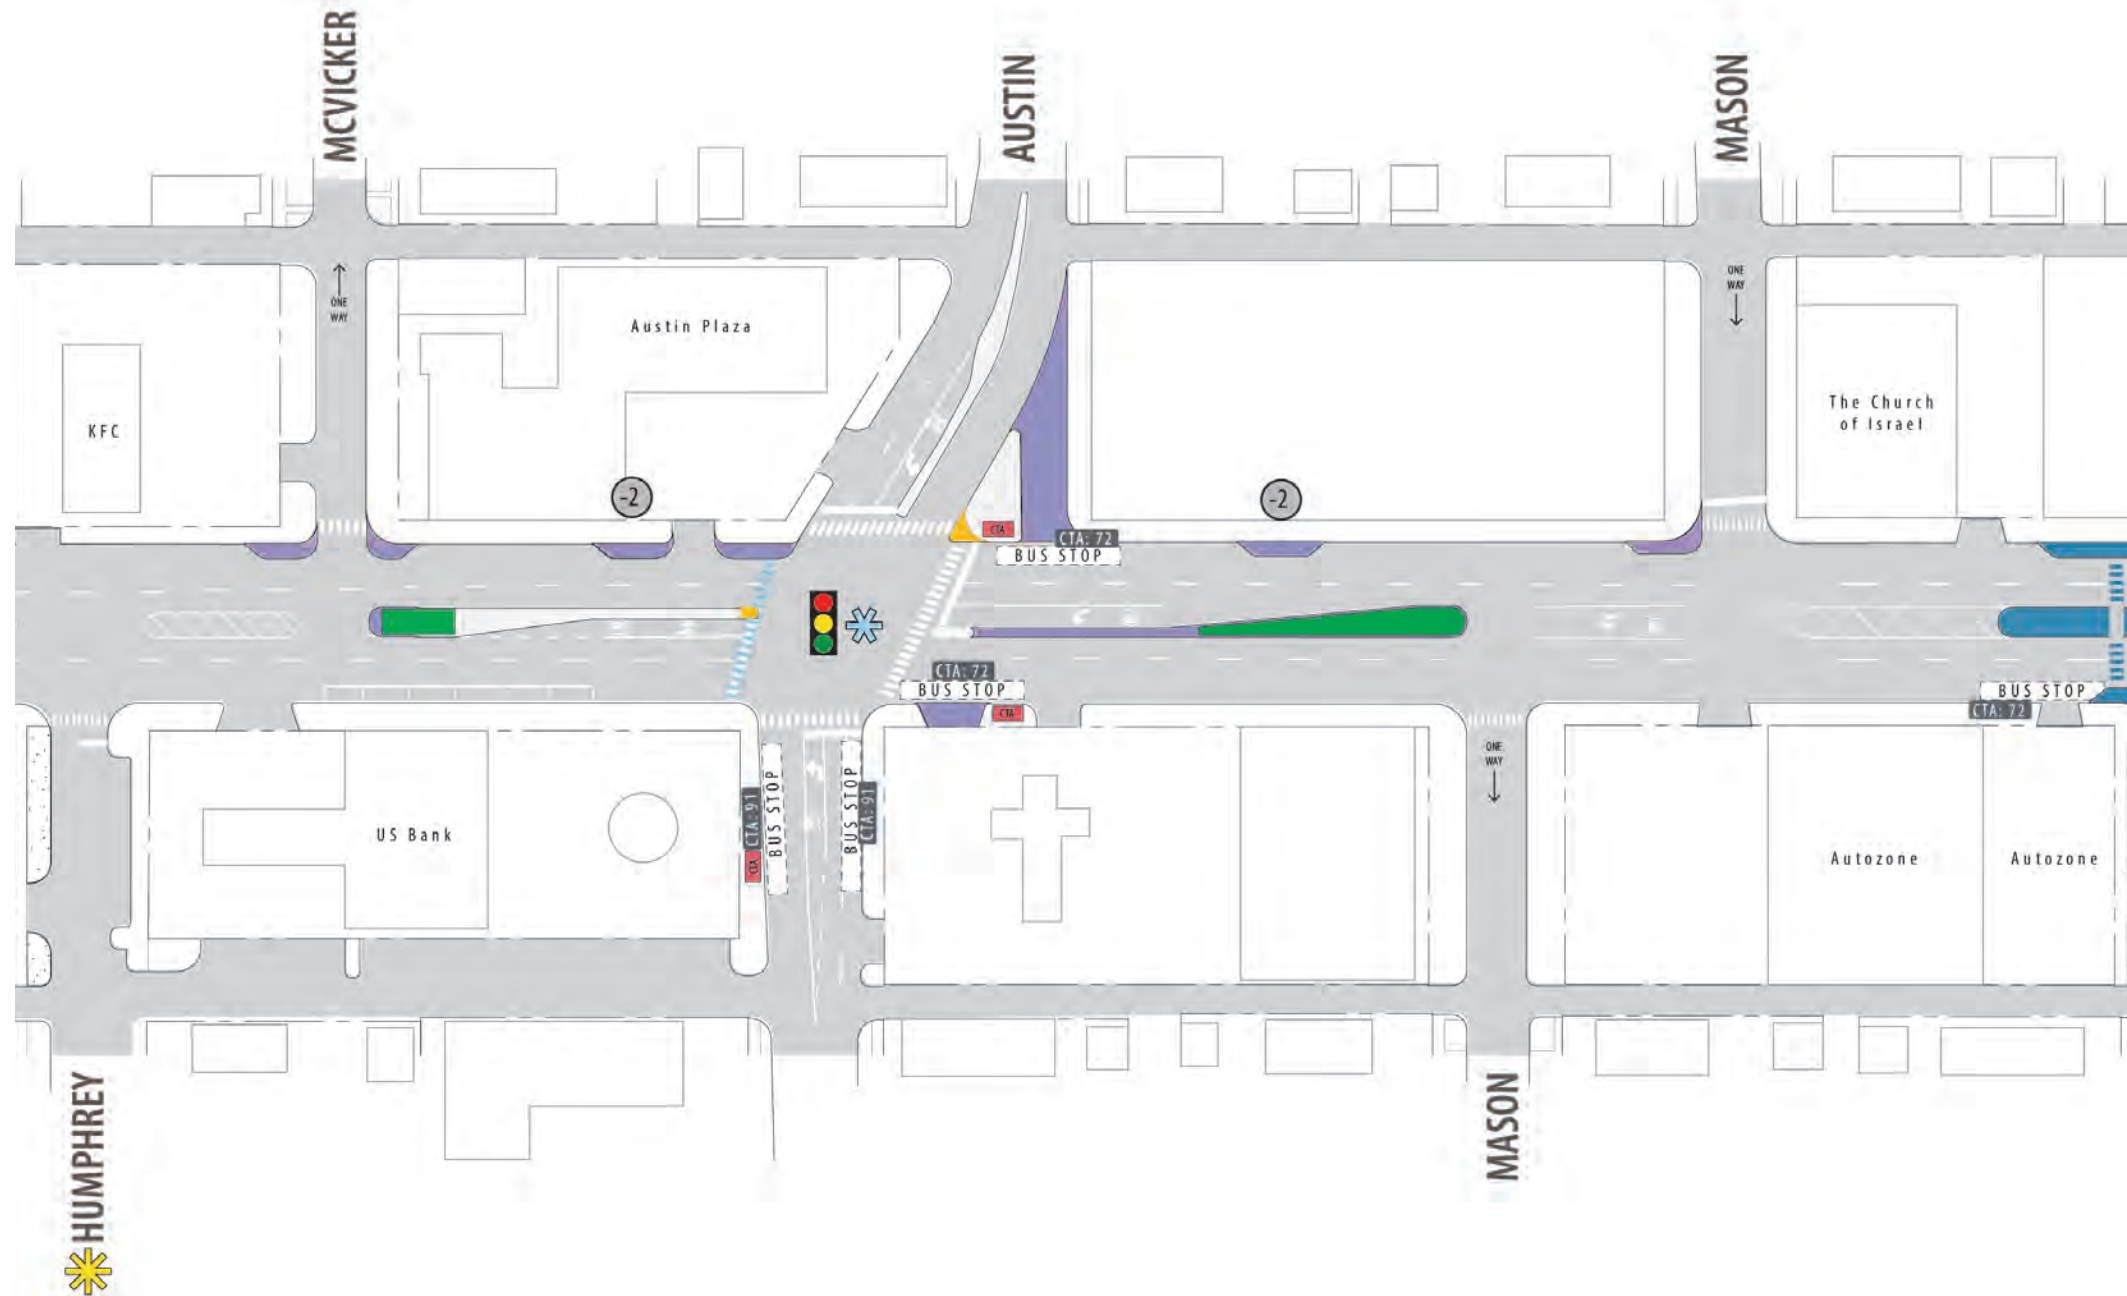 MCVICKER
AUSTIN
MASON
ONE
WAY
ONE
WAY
Austin Plaza
KFC
The Church
of Israel
-2
-2
CTA
CTA: 72
BUS STOP
CTA: 72
BUS STOP
CTA
BUS STOP
CTA: 72
ONE
WAY
CTA: 91
BUS STOP
CTA
BUS STOP
CTA: 91
US Bank
Autozone
Autozone
HUMPHREY
MASON